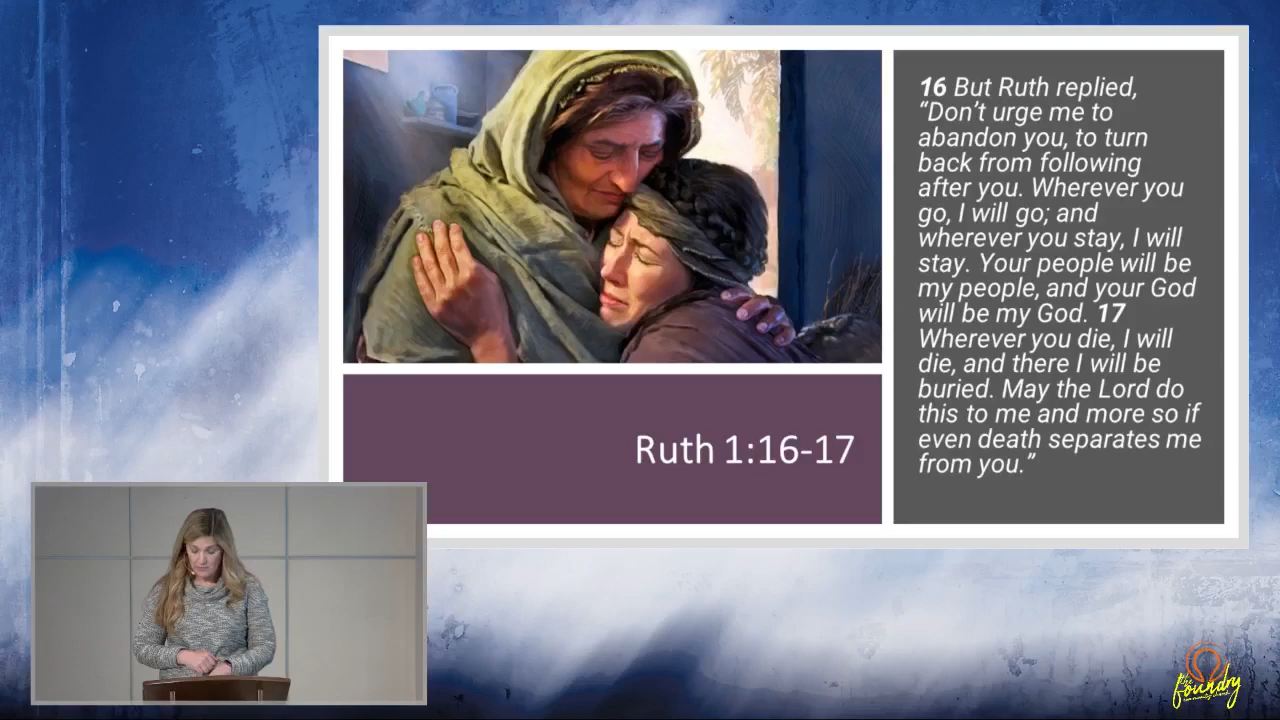 16 But Ruth replied,
“Don’t urge me to
abandon you, to turn
back from following
after you. Wherever you
go, I will go; and
wherever you stay, I will
stay. Your people will be
my people, and your God
will be my God. 17
Wherever you die, I will
die, and there I will be
buried. May the Lord do
this to me and more so if
even death separates me
from you.”
Ruth 1:16-17
the
foundry